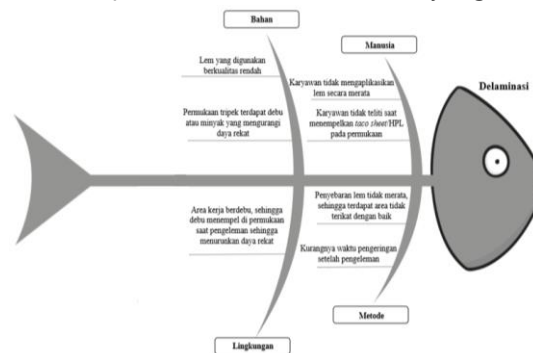 Bahan
Manusia
Lem yang digunakan
berkualitas rendah
Karyawan tidak mengaplikasikan
lem secara merata
Delaminasi
Permukaan tripek terdapat debu
atau minyak yang mengurangi
daya rekat
Karyawan tidak teliti saat
menempelkan taco sheet/HPL
pada permukaan
Area kerja berdebu, sehingga
debu menempel di permukaan
saat pengeleman sehingga
menurunkan daya rekat
Penyebaran lem tidak merata,
sehingga terdapat area tidak
terikat dengan baik
Kurangnya waktu pengeringan
setelah pengeleman
Metode
Lingkungan